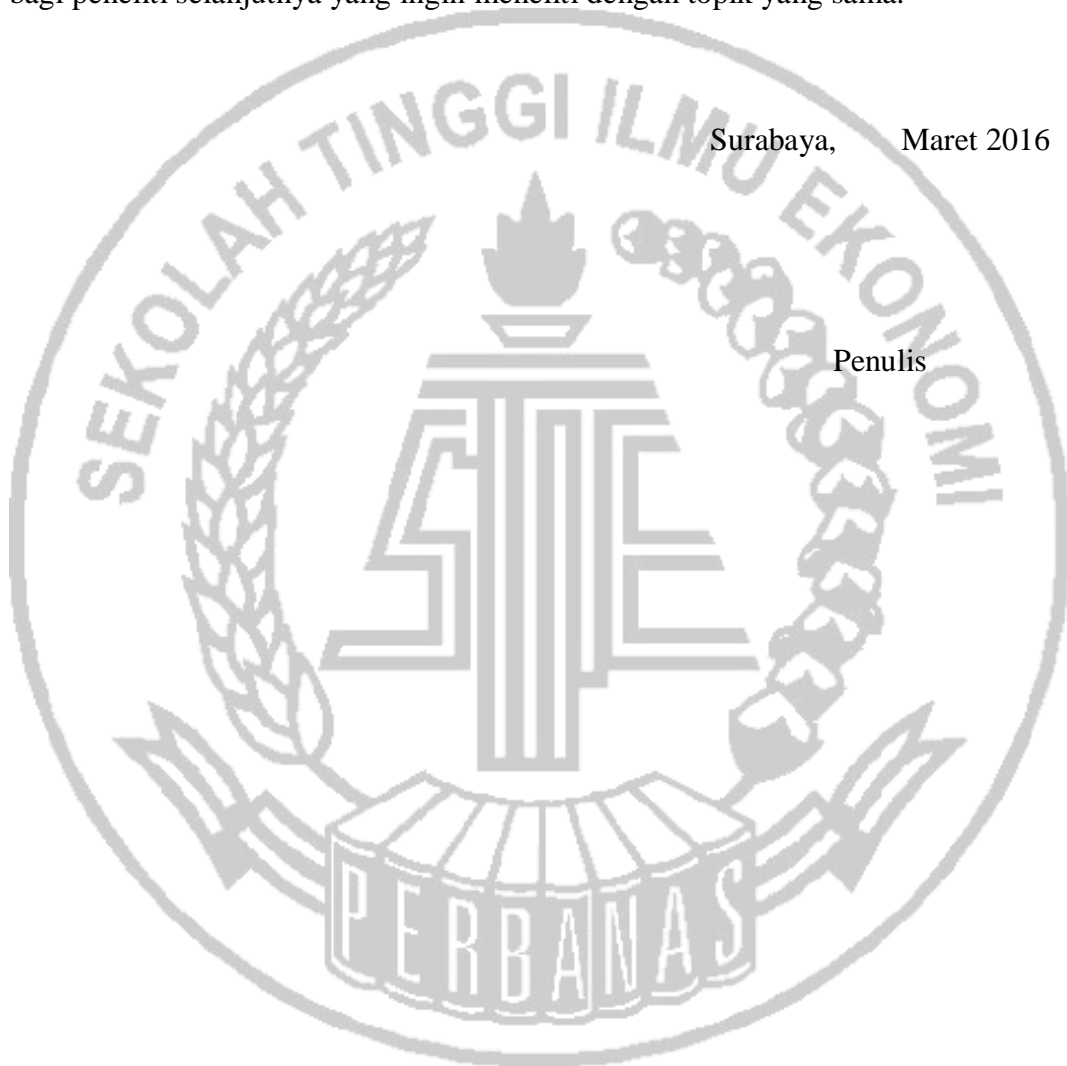 bagi peneliti selanjutnya yang ingin meneliti dengan topik yang sama.
SEKOLAH TINGGI ILMU EKONOMI
Surabaya, Maret 2016
Penulis
STIE
PERBANAS